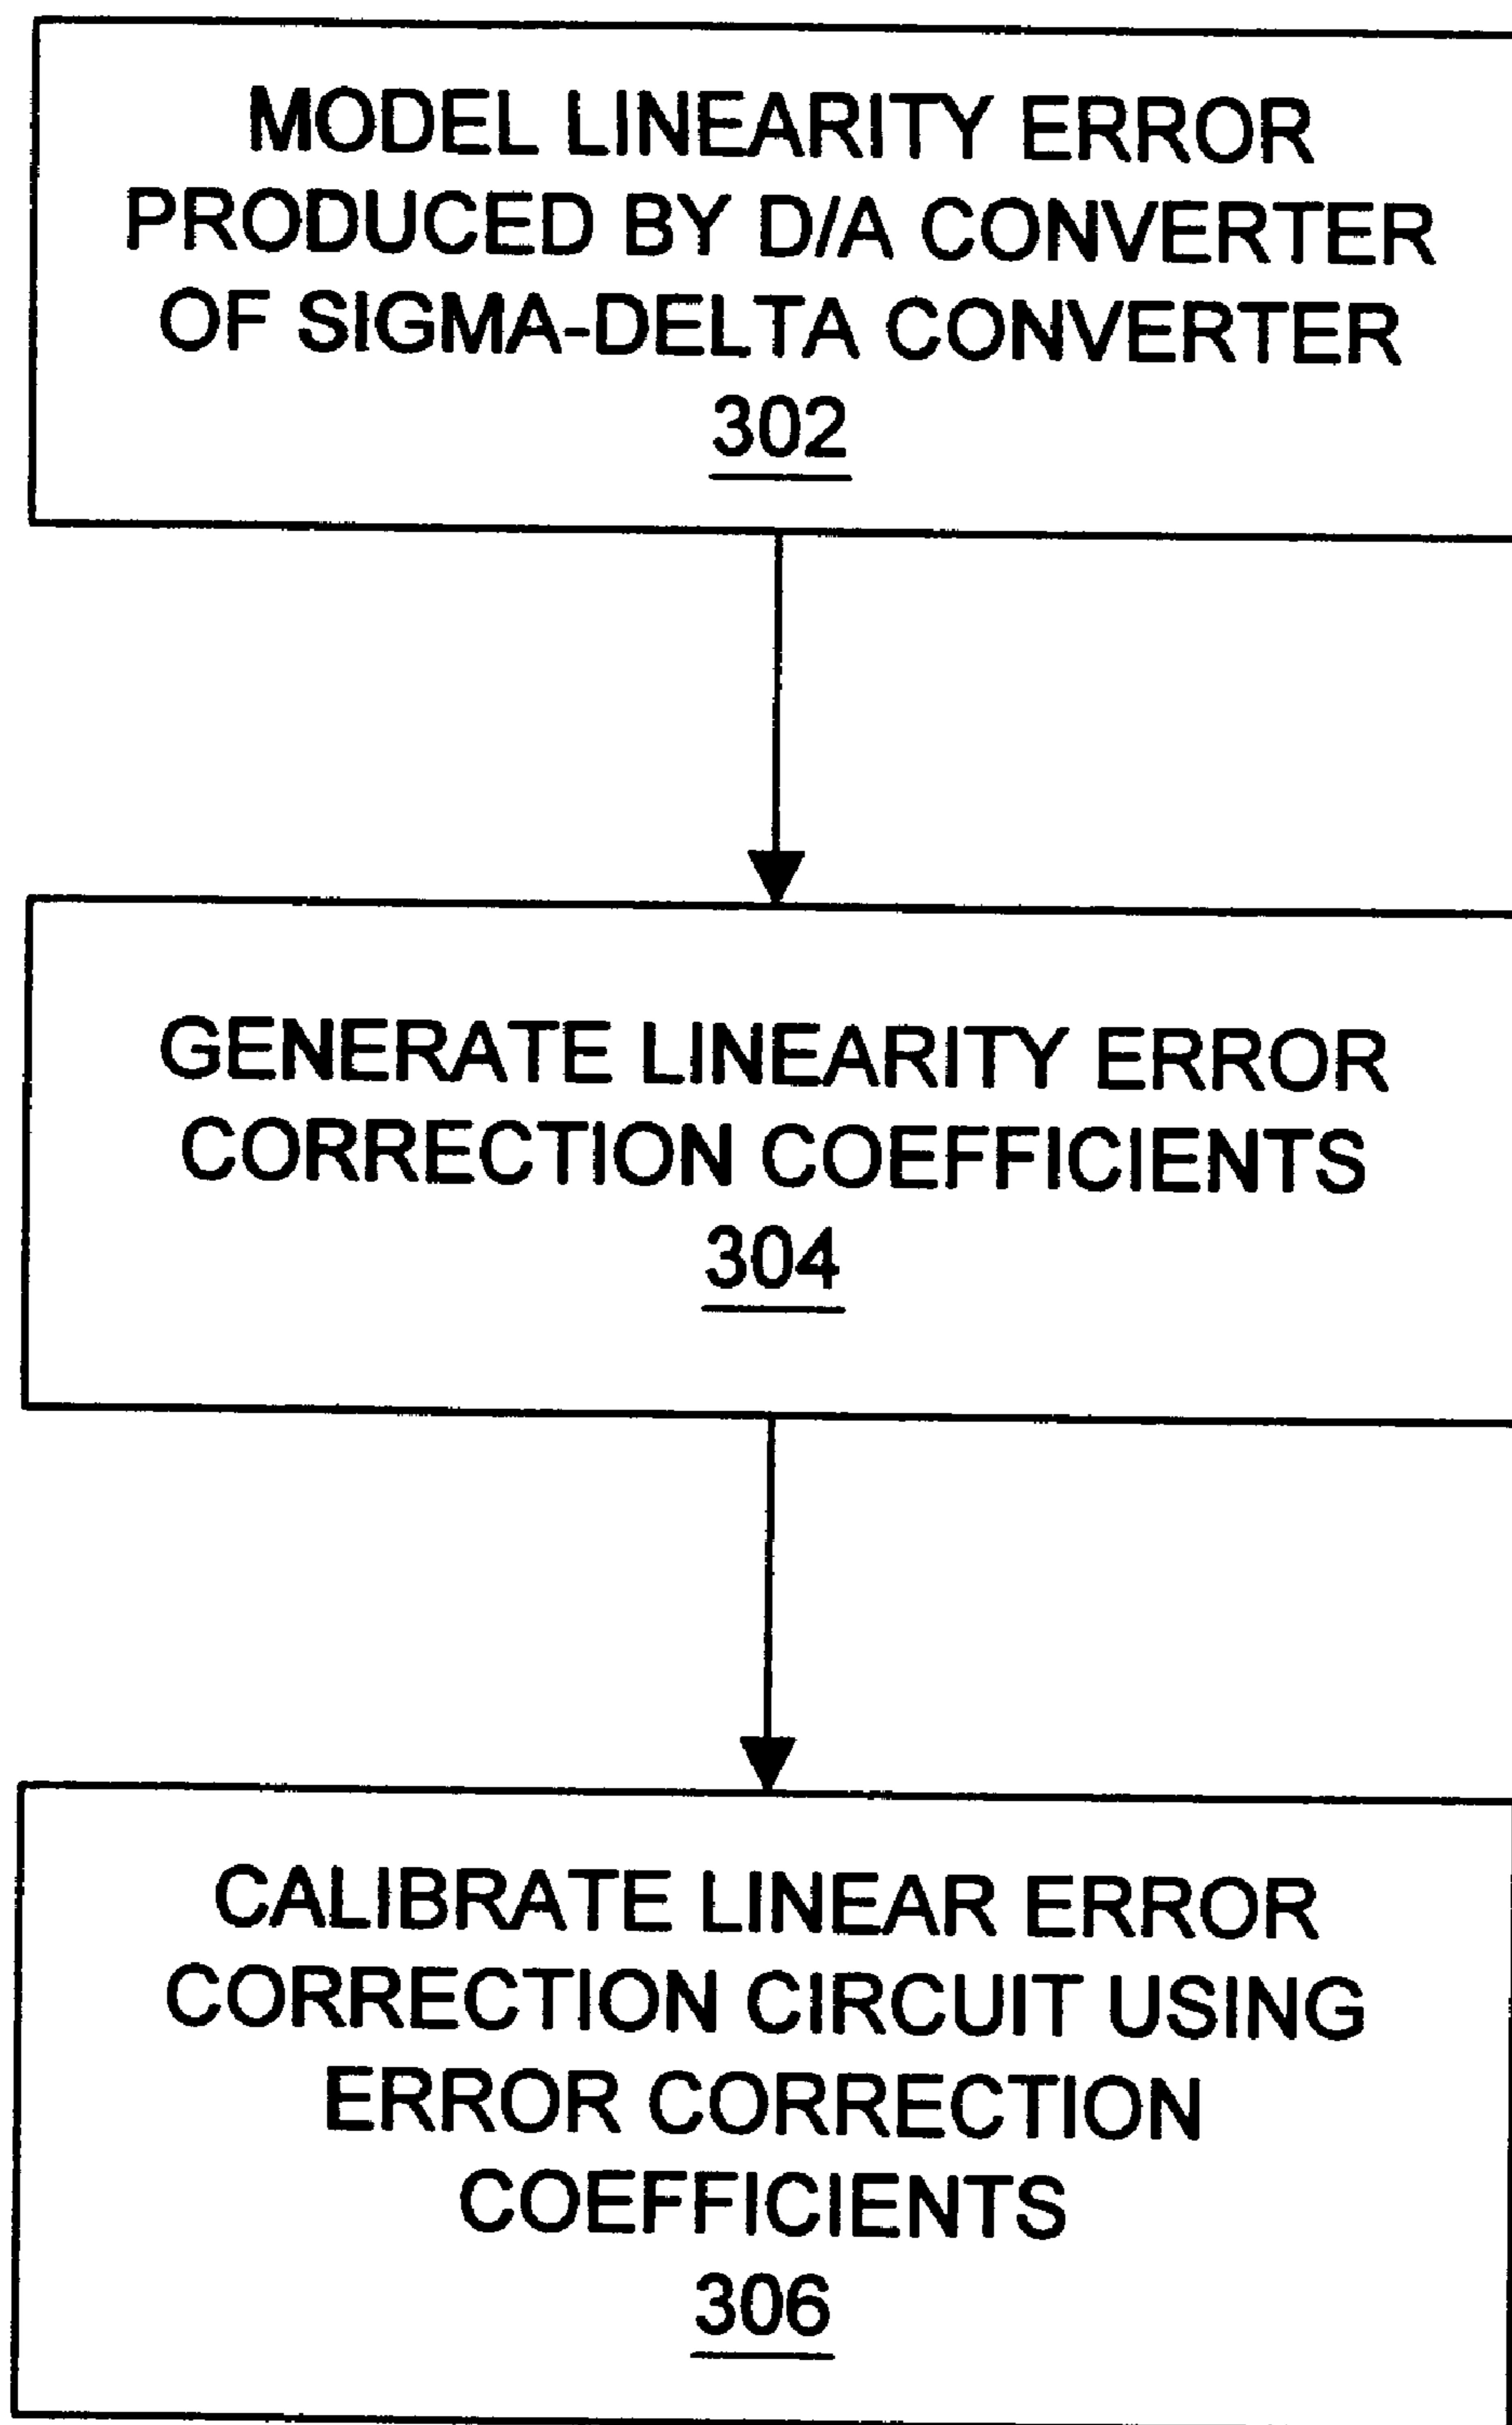 MODEL LINEARITY ERROR
PRODUCED BY D/A CONVERTER
OF SIGMA-DELTA CONVERTER
302
GENERATE LINEARITY ERROR
CORRECTION COEFFICIENTS
304
CALIBRATE LINEAR ERROR
CORRECTION CIRCUIT USING
ERROR CORRECTION
COEFFICIENTS
306